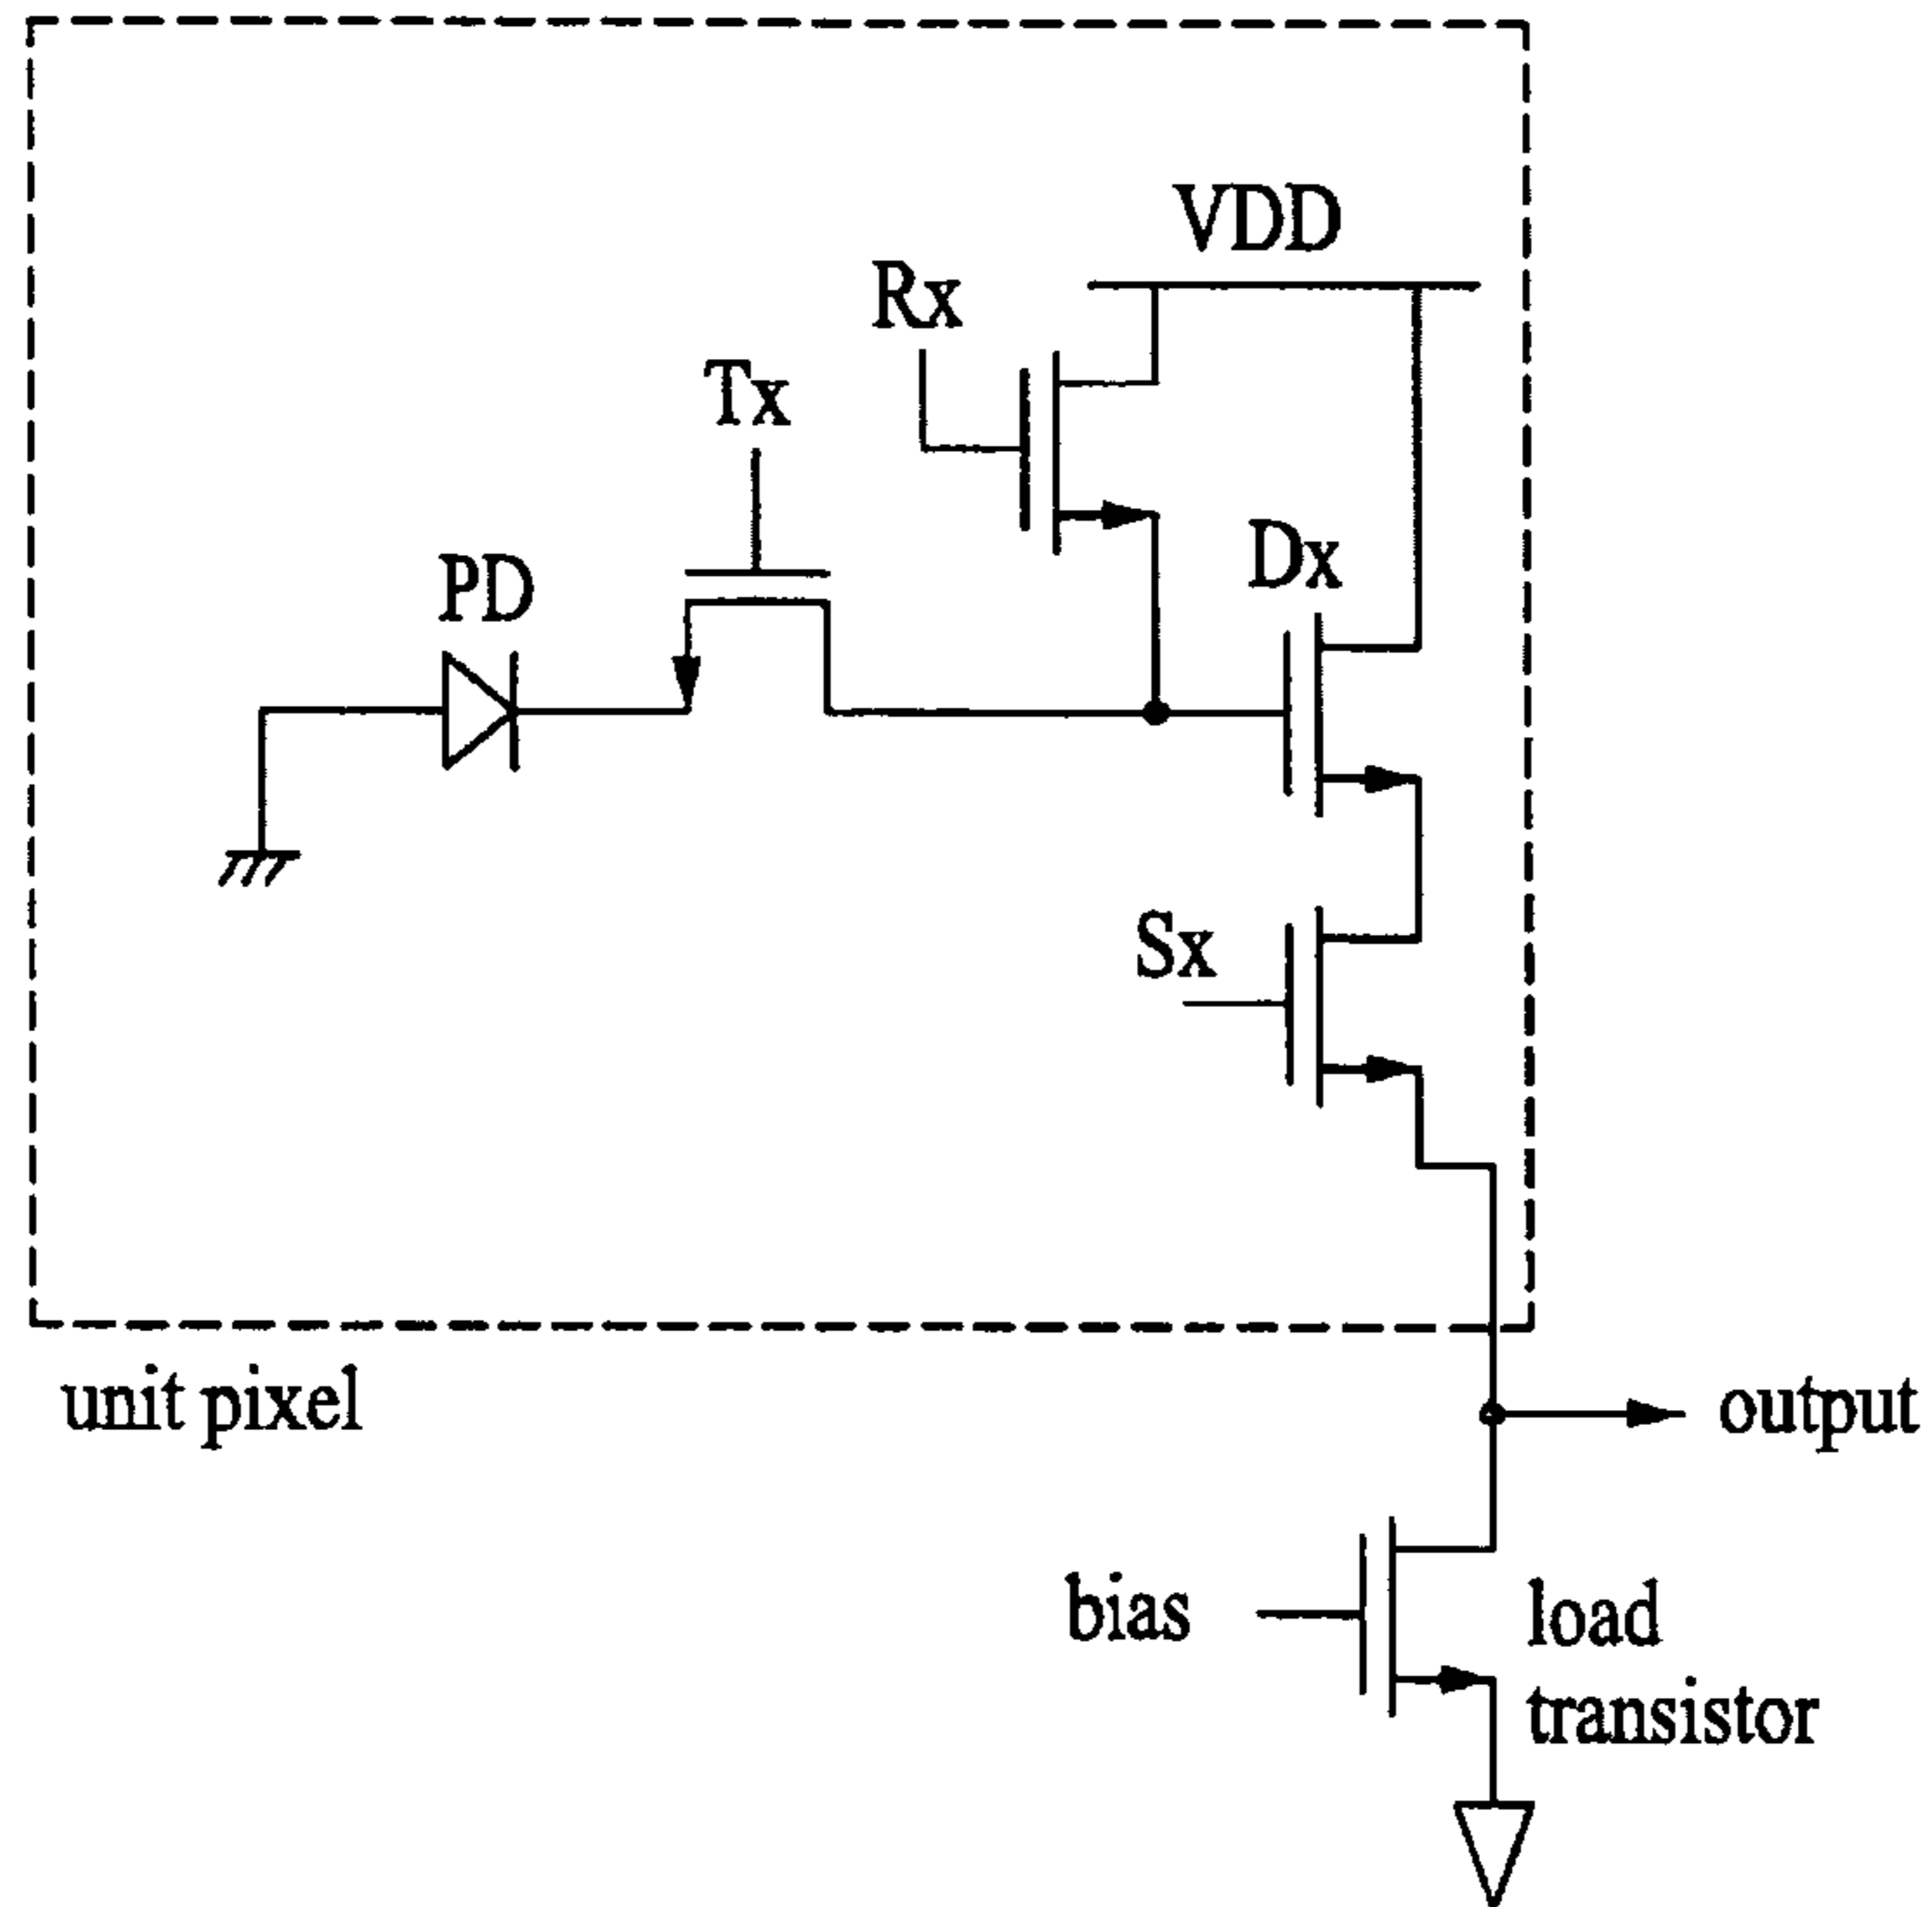 VDD
Rx
Tx
PD
Dx
Sx
unit pixel
output
bias
load
transistor